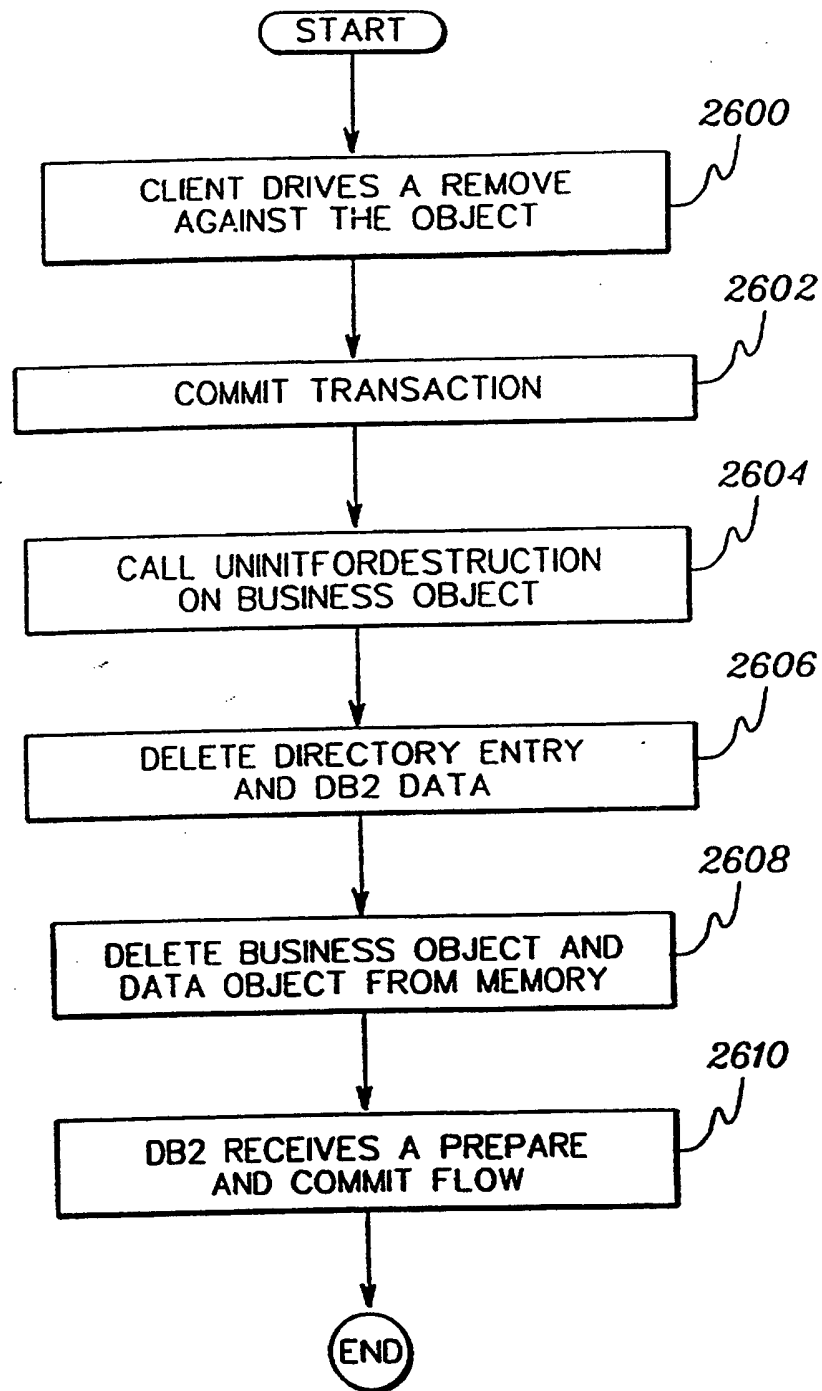 START
2600
CLIENT DRIVES A REMOVE
AGAINST THE OBJECT
2602
COMMIT TRANSACTION
2604
CALL UNINITFORDESTRUCTION
ON BUSINESS OBJECT
2606
DELETE DIRECTORY ENTRY
AND DB2 DATA
2608
DELETE BUSINESS OBJECT AND
DATA OBJECT FROM MEMORY
2610
DB2 RECEIVES A PREPARE
AND COMMIT FLOW
END